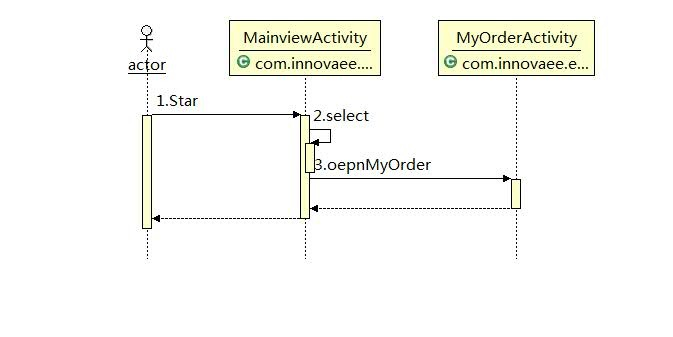 actor
MainviewActivity
com.innovaee....
MyOrderActivity
com.innovaee.e...
1.Star
2.select
3.oepnMyOrder